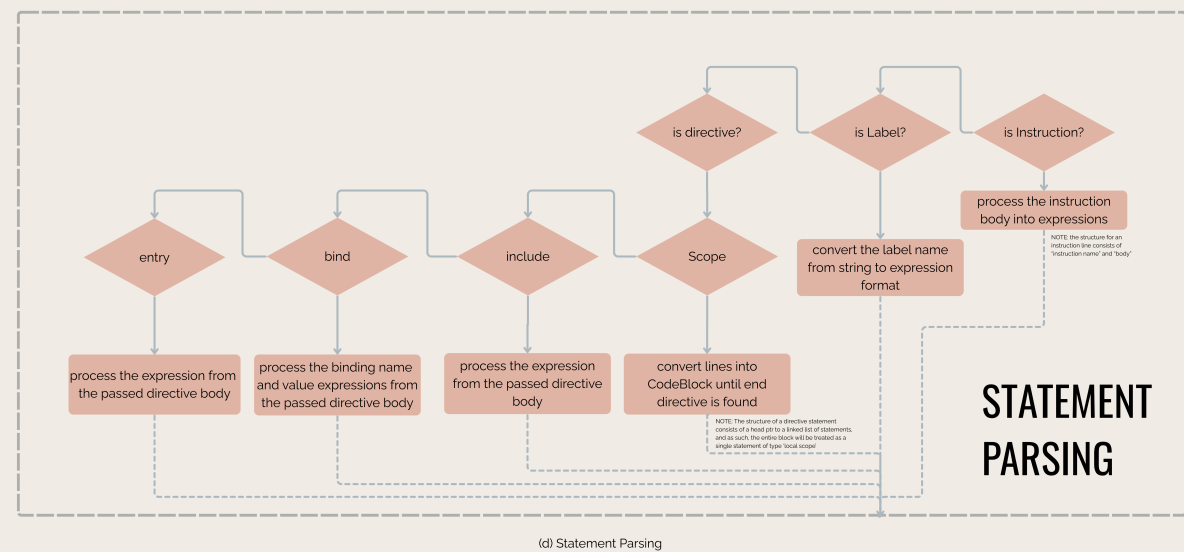 is directive?
is Label?
is Instruction?
process the instruction
body into expressions
NOTE: the structure for an
instruction line consists of
"instruction name" and "body"
entry
bind
include
Scope
convert the label name
from string to expression
format
process the expression from
the passed directive body
process the binding name
and value expressions from
the passed directive body
process the expression
from the passed directive
body
convert lines into
CodeBlock until end
directive is found
NOTE: The structure of a directive statement
consists of a head ptr to a linked list of statements,
and as such, the entire block will be treated as a
single statement of type 'local scope'
STATEMENT
PARSING
(d) Statement Parsing